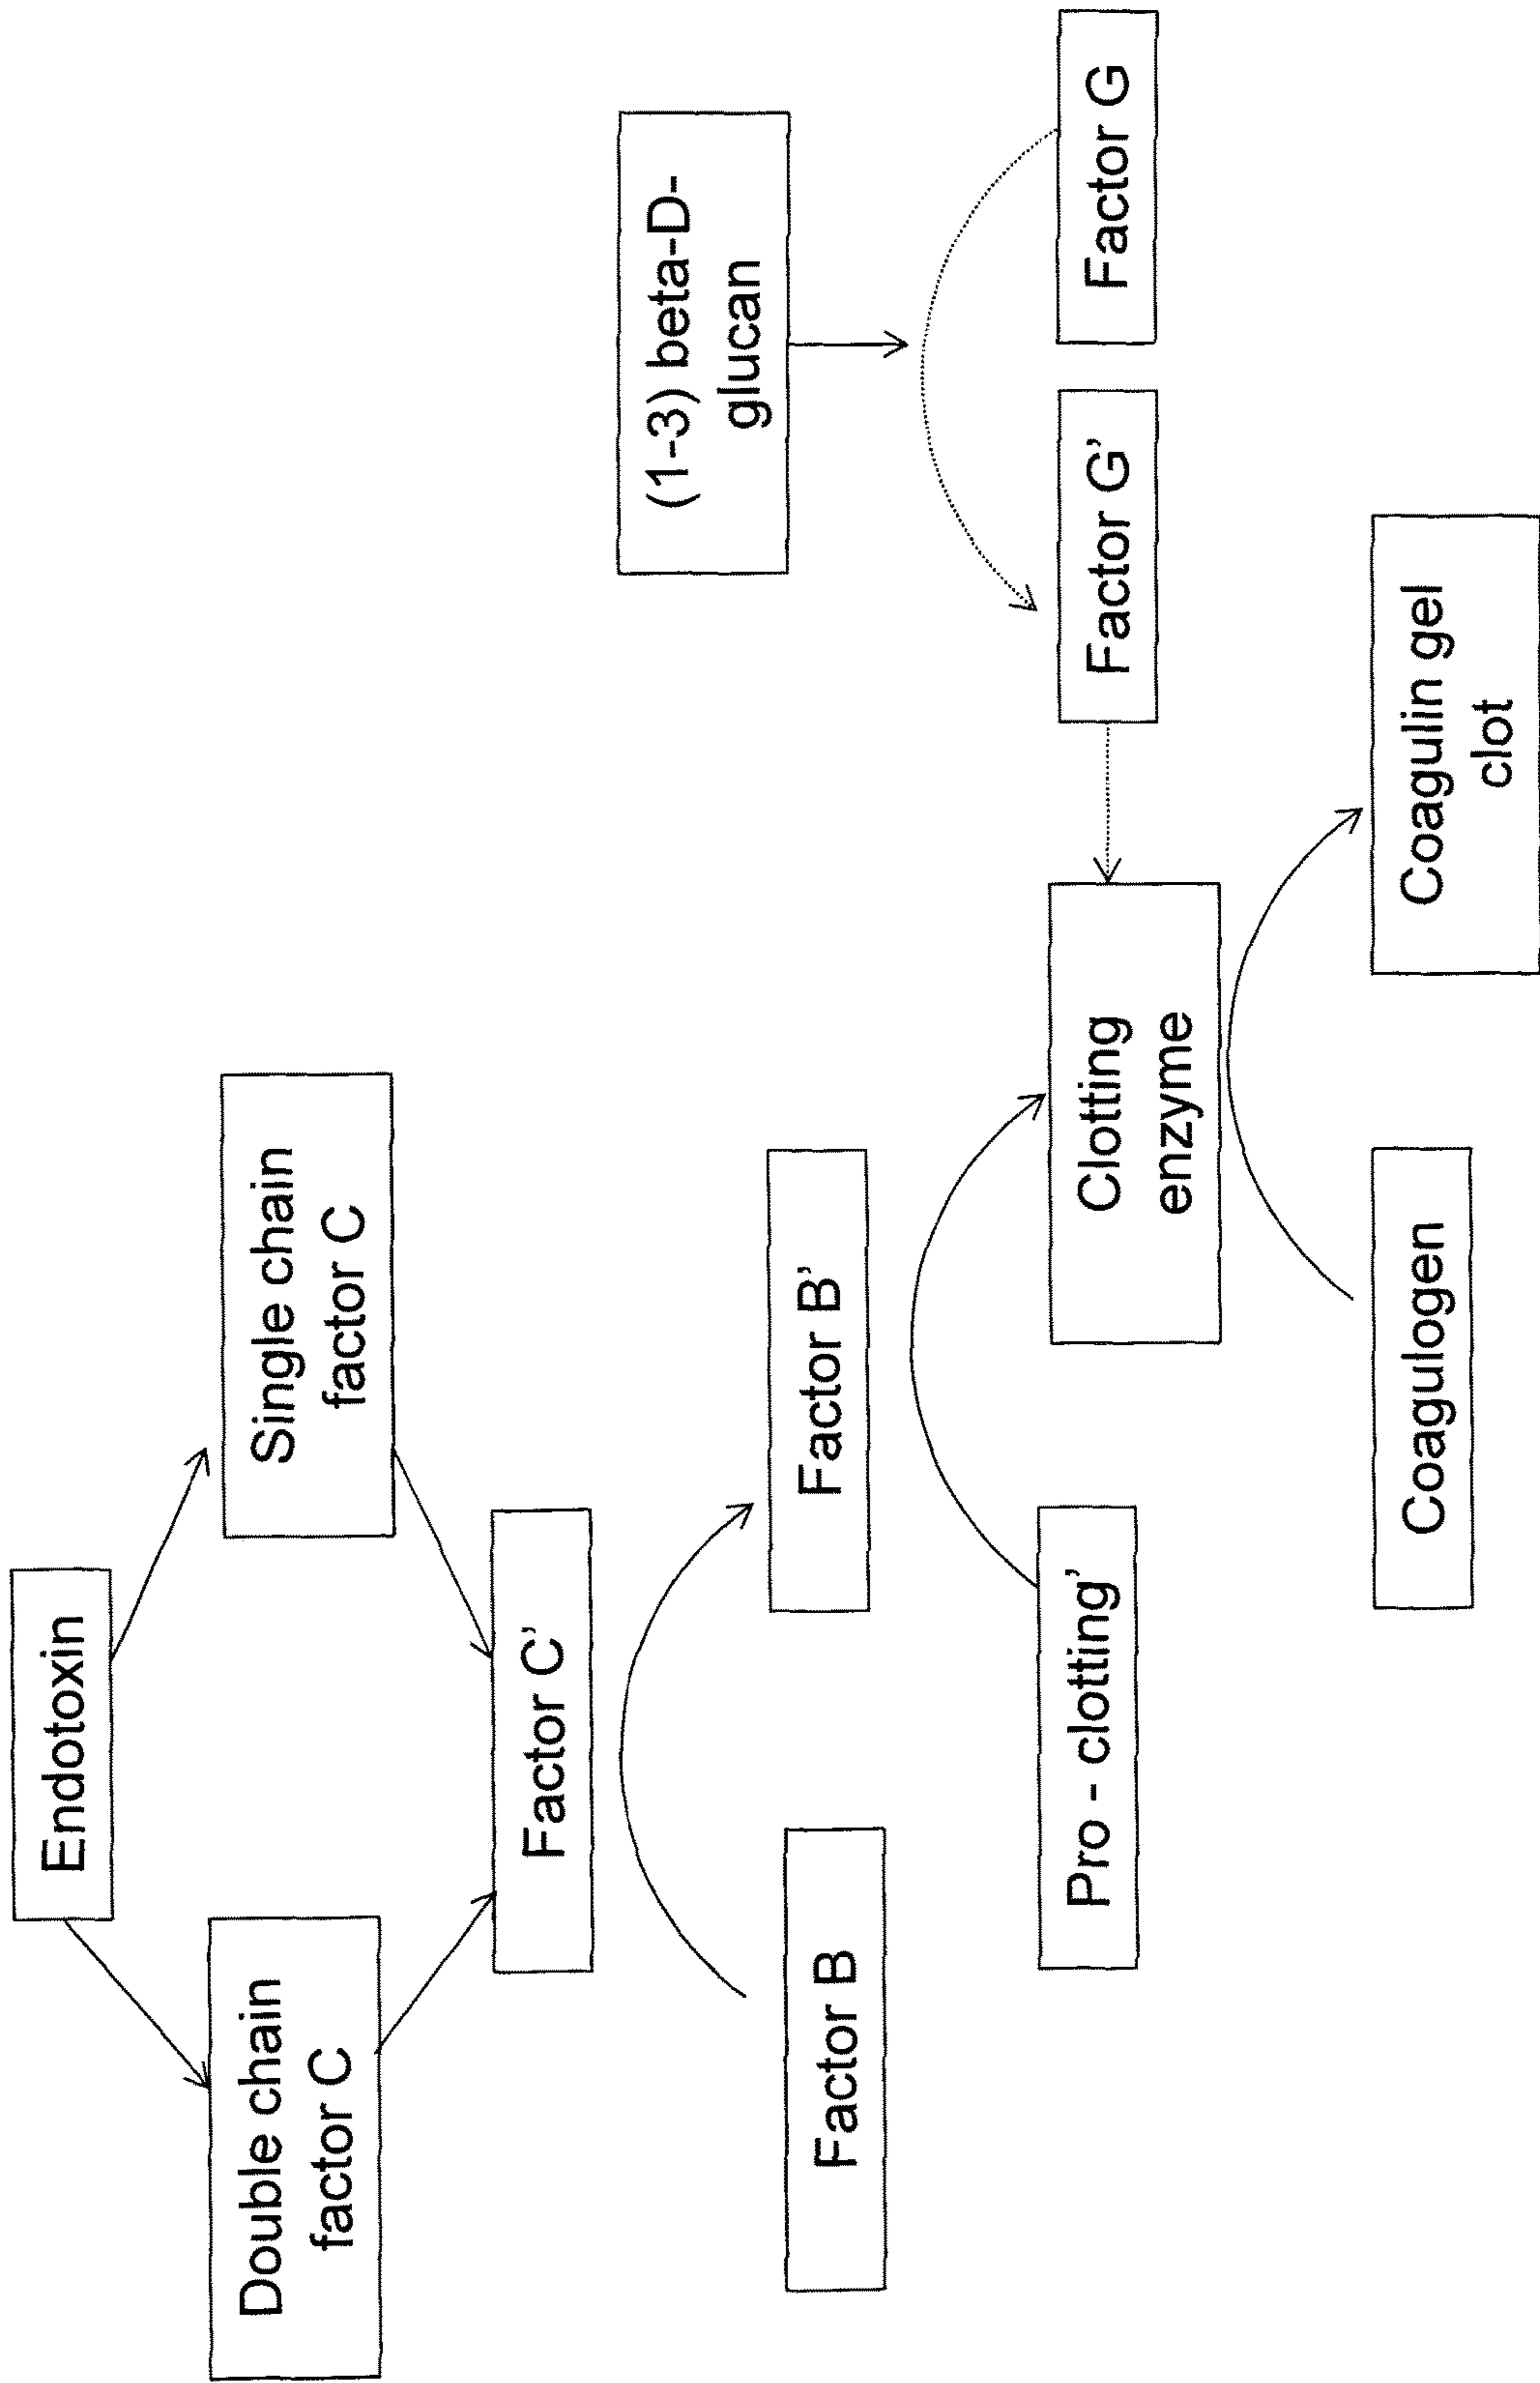 Endotoxin
Double chain
factor C
Single chain
factor C
Factor C’
(1-3) beta-D-
glucan
Factor B
Factor B’
Pro - clotting’
Clotting
enzyme
Factor G’
Factor G
Coagulogen
Coagulin gel
clot